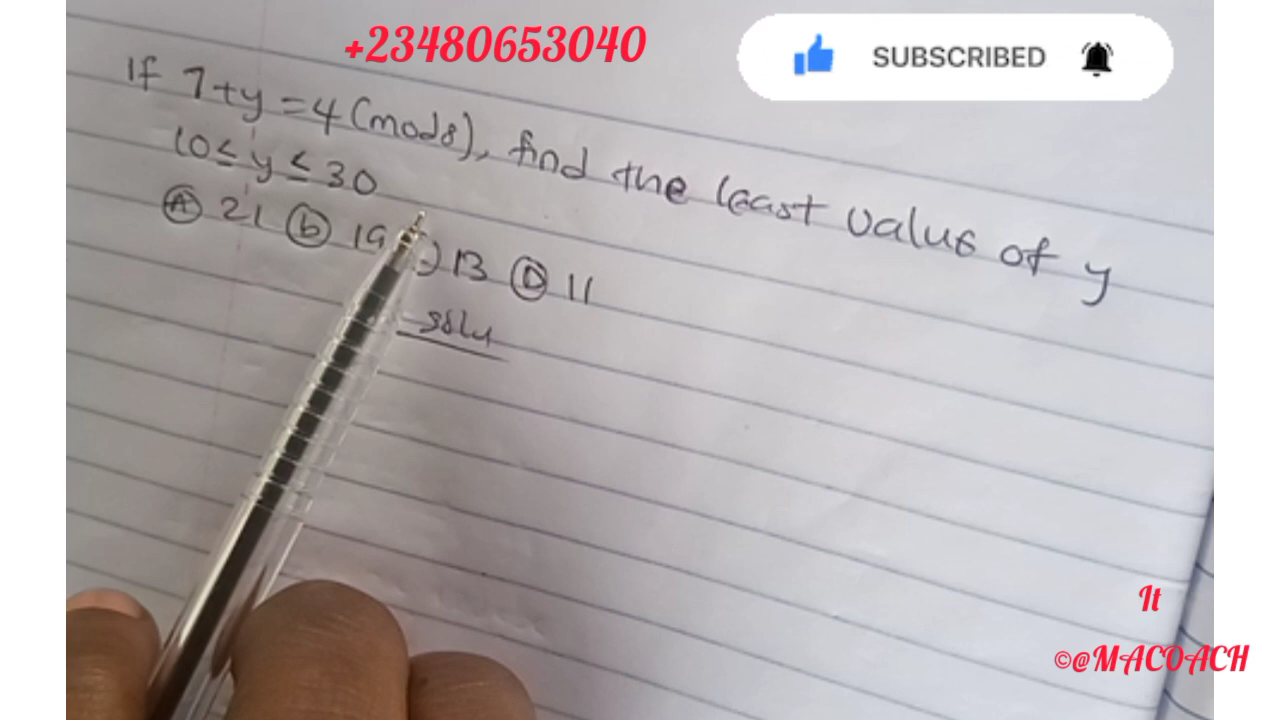 +23480653040
SUBSCRIBED
If 7+y =4(mod8), find the least value of y
10≤ y ≤ 30
(A) 21 (b) 19 13 (D) 11
soln
It
©@MACOACH